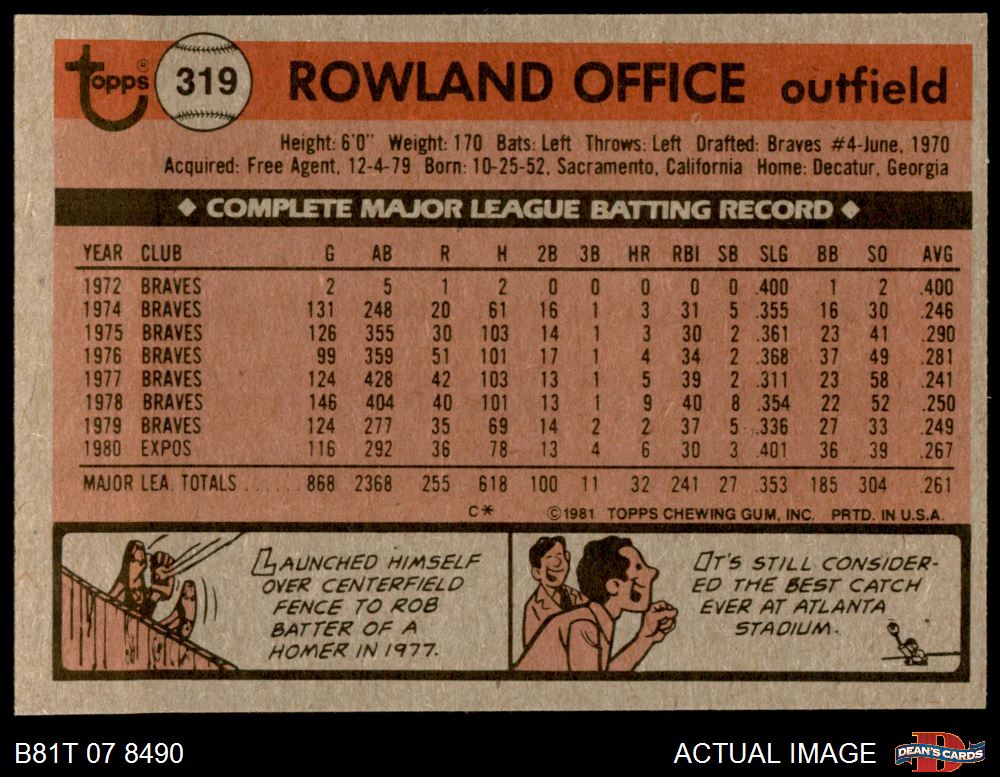 Topps® 319 ROWLAND OFFICE outfield
Height: 6'0" Weight: 170 Bats: Left Throws: Left Drafted: Braves #4-June, 1970
Acquired: Free Agent, 12-4-79 Born: 10-25-52, Sacramento, California Home: Decatur, Georgia
◆ COMPLETE MAJOR LEAGUE BATTING RECORD ◆
YEAR CLUB G AB R H 2B 3B HR RBI SB SLG BB SO AVG
1972 BRAVES 2 5 1 2 0 0 0 0 0 .400 1 2 .400
1974 BRAVES 131 248 20 61 16 1 3 31 5 .355 16 30 .246
1975 BRAVES 126 355 30 103 14 1 3 30 2 .361 23 41 .290
1976 BRAVES 99 359 51 101 17 1 4 34 2 .368 37 49 .281
1977 BRAVES 124 428 42 103 13 1 5 39 2 .311 23 58 .241
1978 BRAVES 146 404 40 101 13 1 9 40 8 .354 22 52 .250
1979 BRAVES 124 277 35 69 14 2 2 37 5 .336 27 33 .249
1980 EXPOS 116 292 36 78 13 4 6 30 3 .401 36 39 .267
MAJOR LEA. TOTALS ...... 868 2368 255 618 100 11 32 241 27 .353 185 304 .261
C* ©1981 TOPPS CHEWING GUM, INC. PRTD. IN U.S.A.
LAUNCHED HIMSELF
OVER CENTERFIELD
FENCE TO ROB
BATTER OF A
HOMER IN 1977.
IT'S STILL CONSIDER-
ED THE BEST CATCH
EVER AT ATLANTA
STADIUM.
B81T 07 8490 ACTUAL IMAGE DEAN'S CARDS